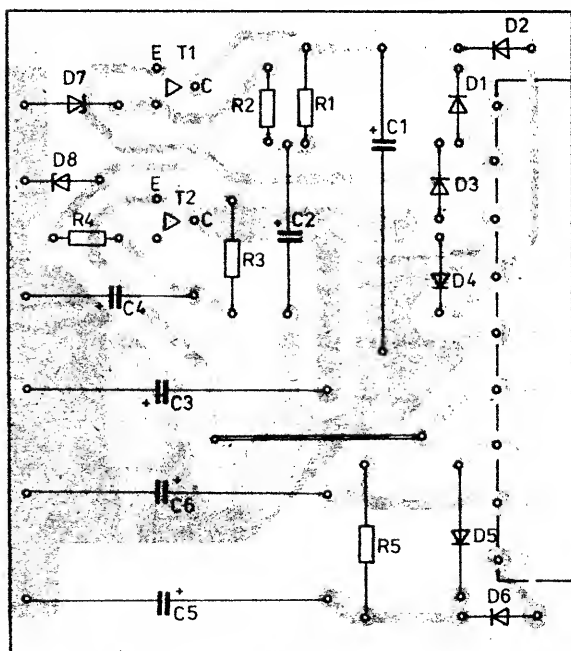 D2
E T1
D7
C
D1
R2
R1
C1
+
D8
E
T2
C
D3
R4
+
C2
R3
D4
+
C4
+
C3
+
C6
D5
R5
+
C5
D6